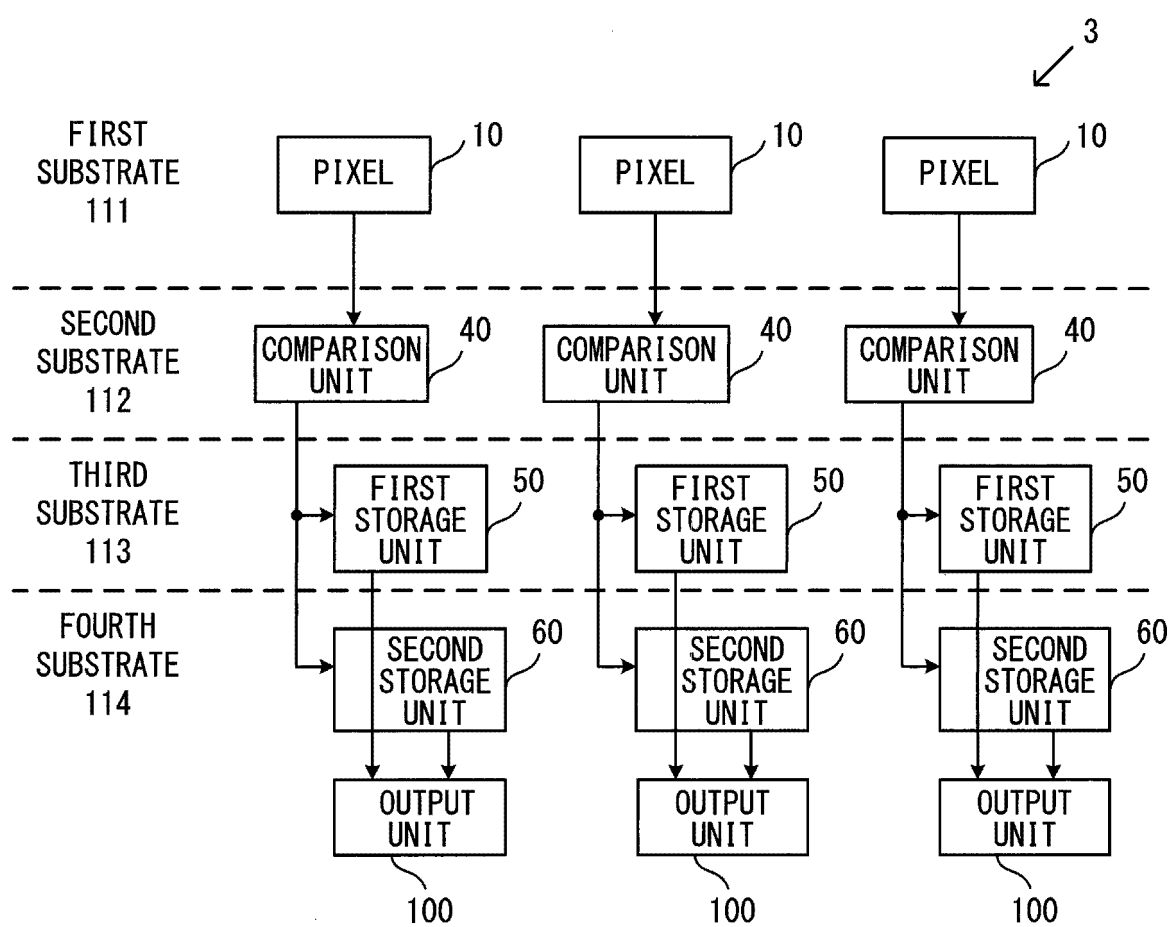 3
FIRST
SUBSTRATE
111
PIXEL
10
PIXEL
10
PIXEL
10
SECOND
SUBSTRATE
112
COMPARISON
UNIT
40
COMPARISON
UNIT
40
COMPARISON
UNIT
40
THIRD
SUBSTRATE
113
FIRST
STORAGE
UNIT
50
FIRST
STORAGE
UNIT
50
FIRST
STORAGE
UNIT
50
FOURTH
SUBSTRATE
114
SECOND
STORAGE
UNIT
60
SECOND
STORAGE
UNIT
60
SECOND
STORAGE
UNIT
60
OUTPUT
UNIT
100
OUTPUT
UNIT
100
OUTPUT
UNIT
100